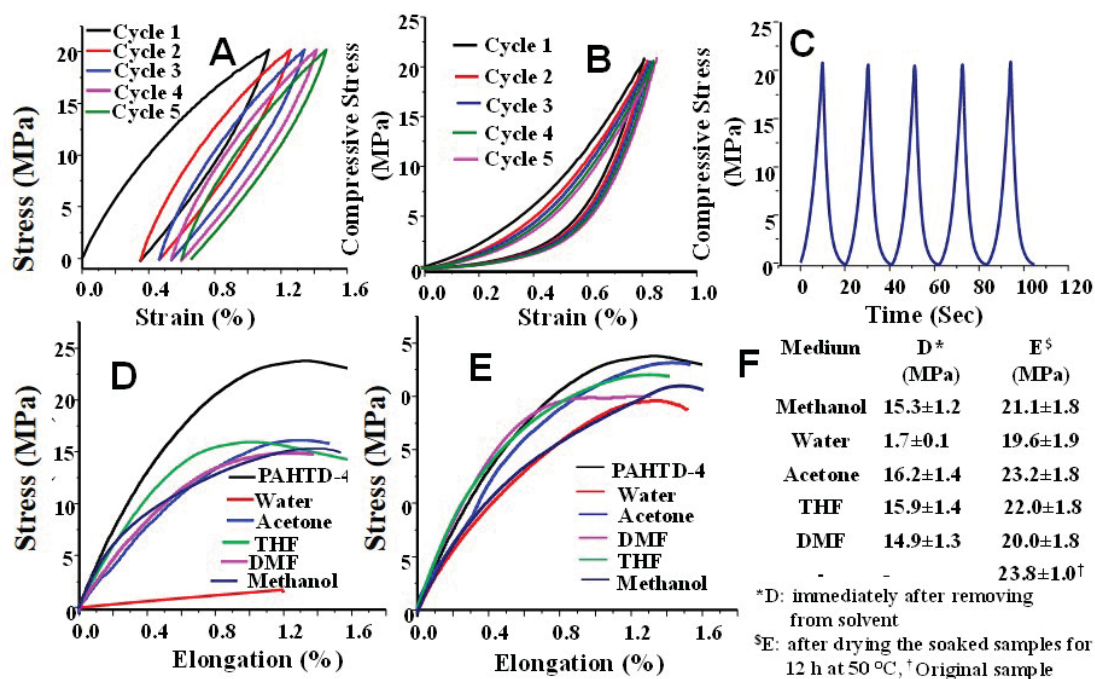 Cycle 1
Cycle 2
Cycle 3
Cycle 4
Cycle 5
A
20
15
10
5
0
Stress (MPa)
0.0 0.4 0.8 1.2 1.6
Strain (%)
Cycle 1
Cycle 2
Cycle 3
Cycle 4
Cycle 5
B
25
20
15
10
5
0
Compressive Stress
(MPa)
0.0 0.2 0.4 0.6 0.8 1.0
Strain (%)
C
25
20
15
10
5
0
Compressive Stress
(MPa)
0 20 40 60 80 100 120
Time (Sec)
D
25
20
15
10
5
0
Stress (MPa)
PAHTD-4
Water
Acetone
THF
DMF
Methanol
0.0 0.4 0.8 1.2 1.6
Elongation (%)
E
5
0
5
0
5
0
Stress (MPa)
PAHTD-4
Water
Acetone
DMF
THF
Methanol
0.0 0.4 0.8 1.2 1.6
Elongation (%)
F
Medium D* E$
(MPa) (MPa)
Methanol 15.3±1.2 21.1±1.8
Water 1.7±0.1 19.6±1.9
Acetone 16.2±1.4 23.2±1.8
THF 15.9±1.4 22.0±1.8
DMF 14.9±1.3 20.0±1.8
- - 23.8±1.0†
*D: immediately after removing
from solvent
$E: after drying the soaked samples for
12 h at 50 °C, † Original sample